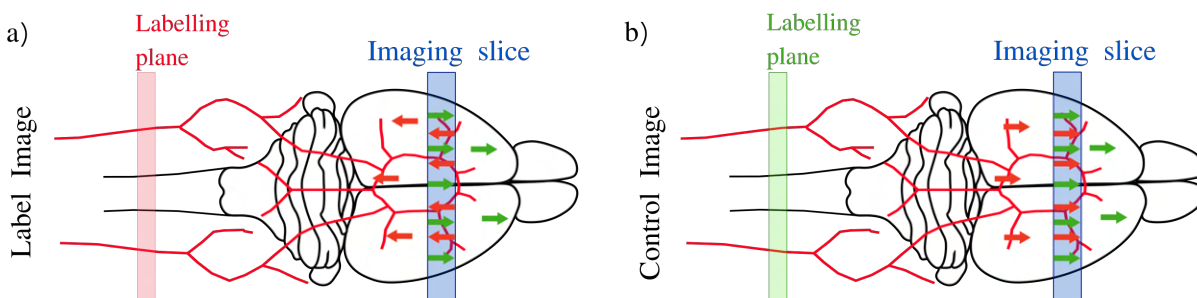 a)
Labelling
plane
Imaging slice
Label Image
b)
Labelling
plane
Imaging slice
Control Image